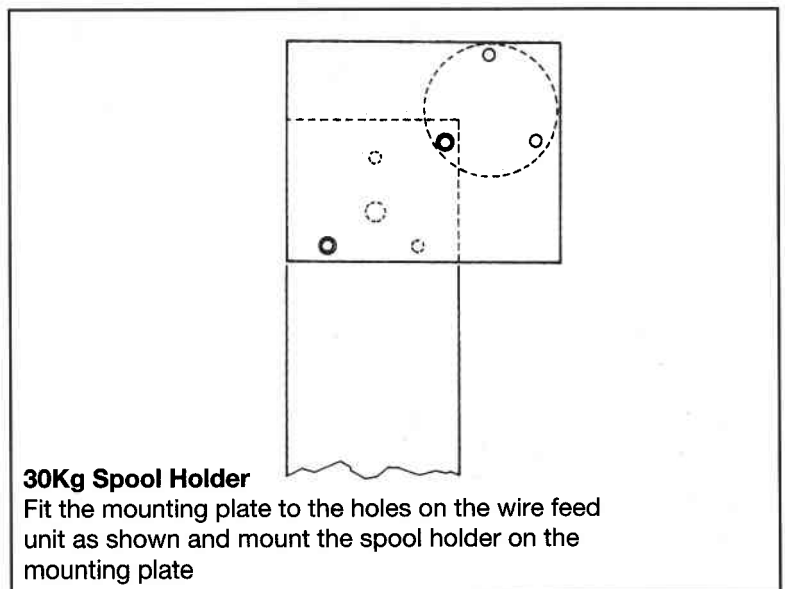 30Kg Spool Holder
Fit the mounting plate to the holes on the wire feed
unit as shown and mount the spool holder on the
mounting plate